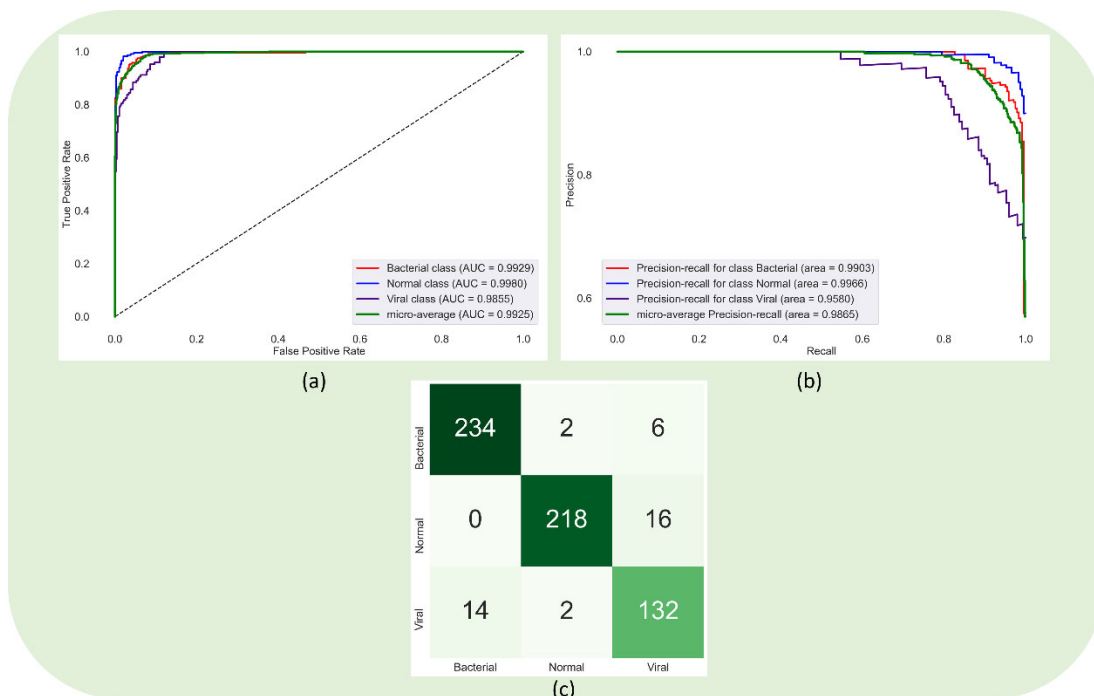 1.0
0.8
0.6
0.4
0.2
0.0
True Positive Rate
0.0
0.2
0.4
0.6
0.8
1.0
False Positive Rate
Bacterial class (AUC = 0.9929)
Normal class (AUC = 0.9980)
Viral class (AUC = 0.9855)
micro-average (AUC = 0.9925)
(a)
1.0
0.8
0.6
Precision
0.0
0.2
0.4
0.6
0.8
1.0
Recall
Precision-recall for class Bacterial (area = 0.9903)
Precision-recall for class Normal (area = 0.9966)
Precision-recall for class Viral (area = 0.9580)
micro-average Precision-recall (area = 0.9865)
(b)
Bacterial
234 2 6
Normal
0 218 16
Viral
14 2 132
Bacterial Normal Viral
(c)